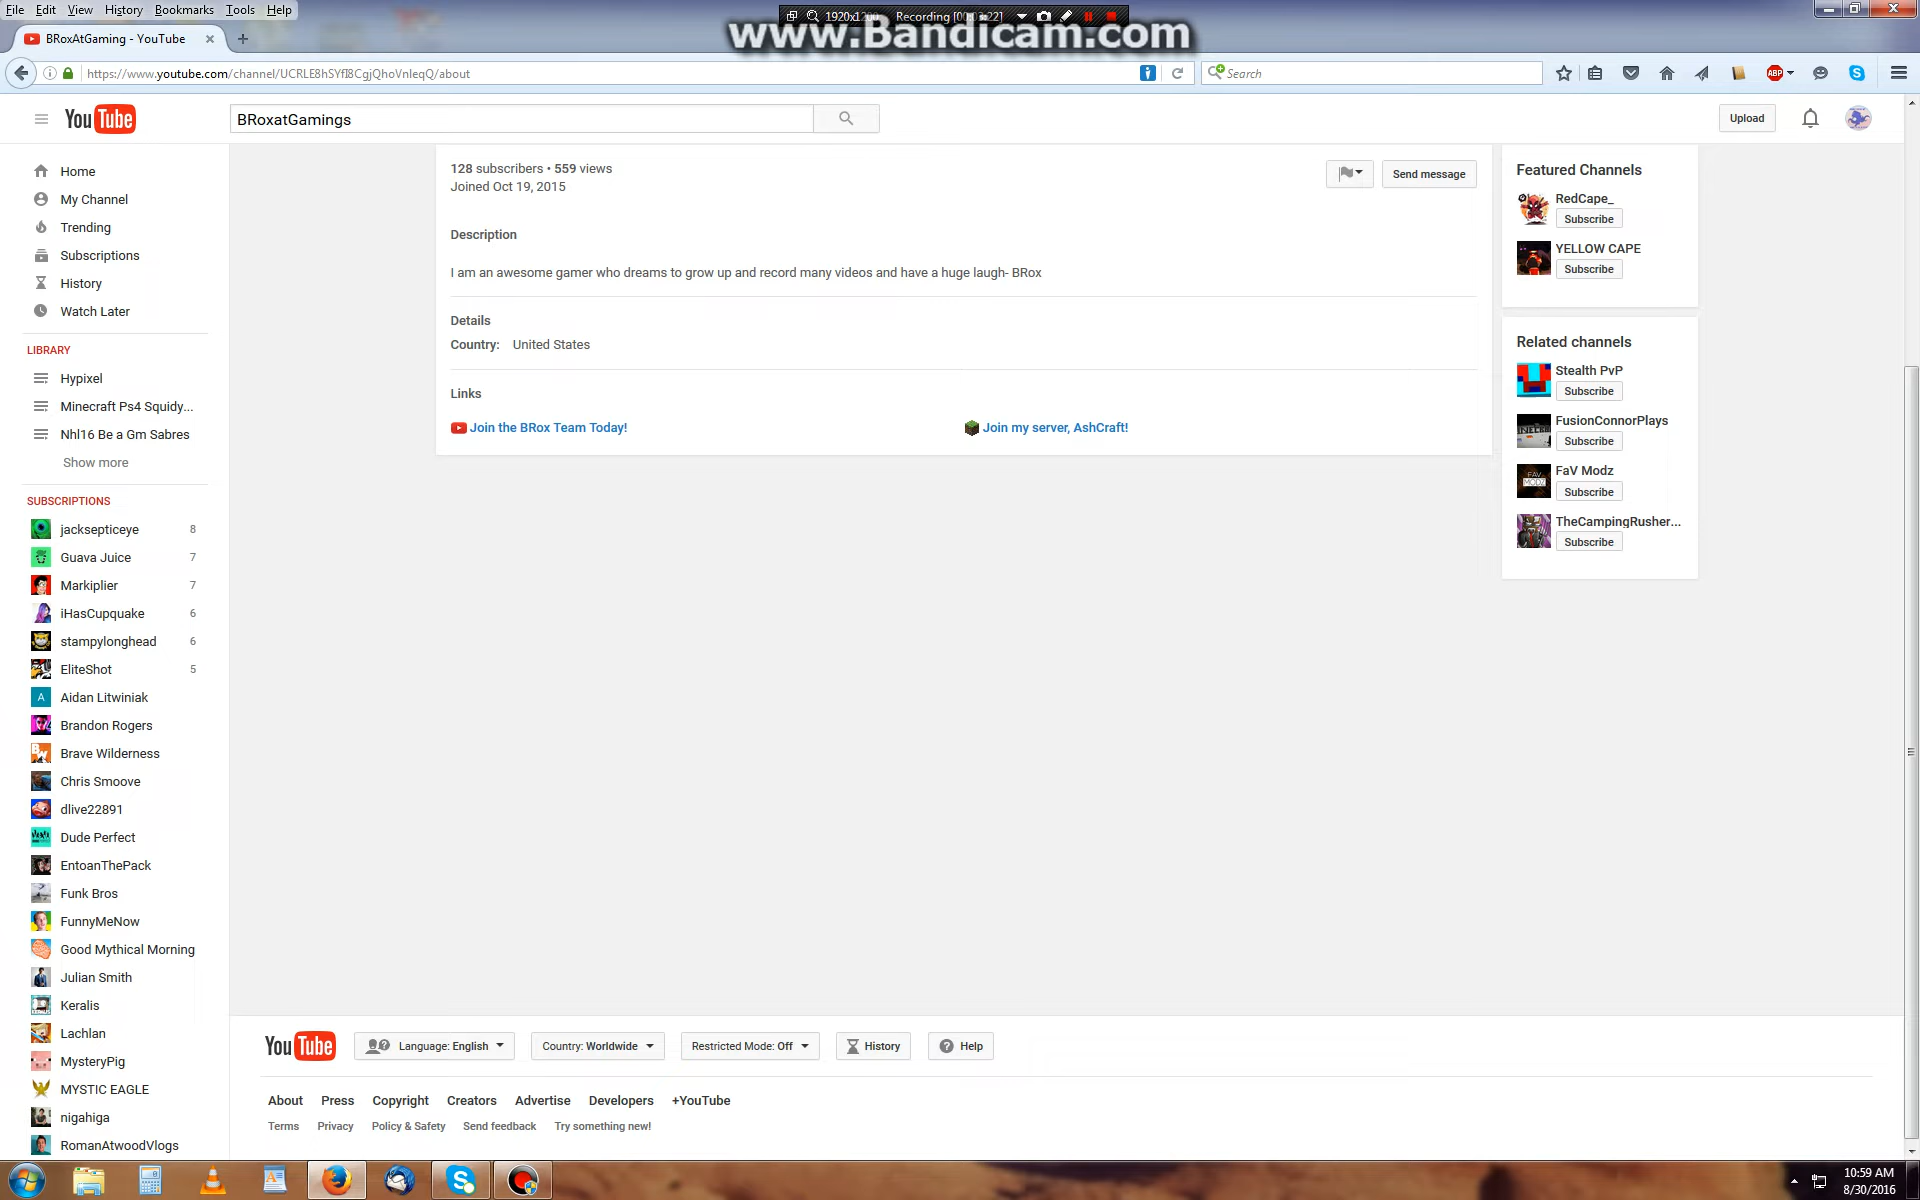 File Edit View History Bookmarks Tools Help
1920x1200 Recording [00:03:22]
www.Bandicam.com
BRoxAtGaming - YouTube
https://www.youtube.com/channel/UCRLE8hSYfI8CgjQhoVnleqQ/about
Search
ABP
YouTube
BRoxatGamings
Upload
Home
My Channel
Trending
Subscriptions
History
Watch Later
LIBRARY
Hypixel
Minecraft Ps4 Squidy...
Nhl16 Be a Gm Sabres
Show more
SUBSCRIPTIONS
jacksepticeye 8
Guava Juice 7
Markiplier 7
iHasCupquake 6
stampylonghead 6
EliteShot 5
A Aidan Litwiniak
Brandon Rogers
Brave Wilderness
Chris Smoove
dlive22891
Dude Perfect
EntoanThePack
Funk Bros
FunnyMeNow
Good Mythical Morning
Julian Smith
Keralis
Lachlan
MysteryPig
MYSTIC EAGLE
nigahiga
RomanAtwoodVlogs
128 subscribers • 559 views
Joined Oct 19, 2015
Send message
Description
I am an awesome gamer who dreams to grow up and record many videos and have a huge laugh- BRox
Details
Country: United States
Links
Join the BRox Team Today!
Join my server, AshCraft!
Featured Channels
RedCape_
Subscribe
YELLOW CAPE
Subscribe
Related channels
Stealth PvP
Subscribe
FusionConnorPlays
Subscribe
FaV Modz
Subscribe
TheCampingRusher...
Subscribe
YouTube
Language: English
Country: Worldwide
Restricted Mode: Off
History
Help
About Press Copyright Creators Advertise Developers +YouTube
Terms Privacy Policy & Safety Send feedback Try something new!
10:59 AM
8/30/2016